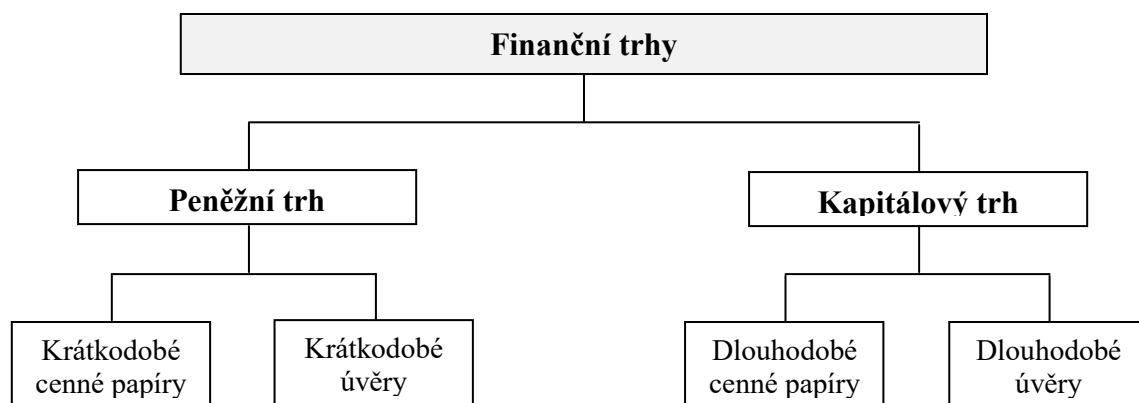 Finanční trhy
Peněžní trh
Kapitálový trh
Krátkodobé
cenné papíry
Krátkodobé
úvěry
Dlouhodobé
cenné papíry
Dlouhodobé
úvěry